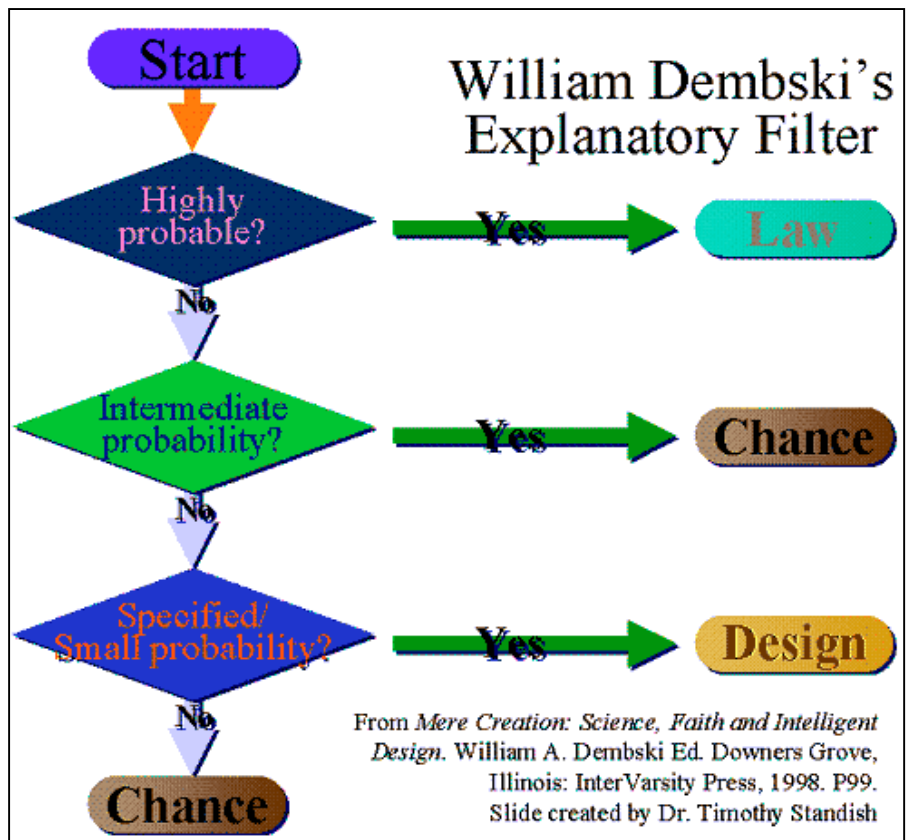 Start
William Dembski's
Explanatory Filter
Highly
probable?
Yes
Law
No
Intermediate
probability?
Yes
Chance
No
Specified/
Small probability?
Yes
Design
No
Chance
From Mere Creation: Science, Faith and Intelligent
Design. William A. Dembski Ed. Downers Grove,
Illinois: InterVarsity Press, 1998. P99.
Slide created by Dr. Timothy Standish